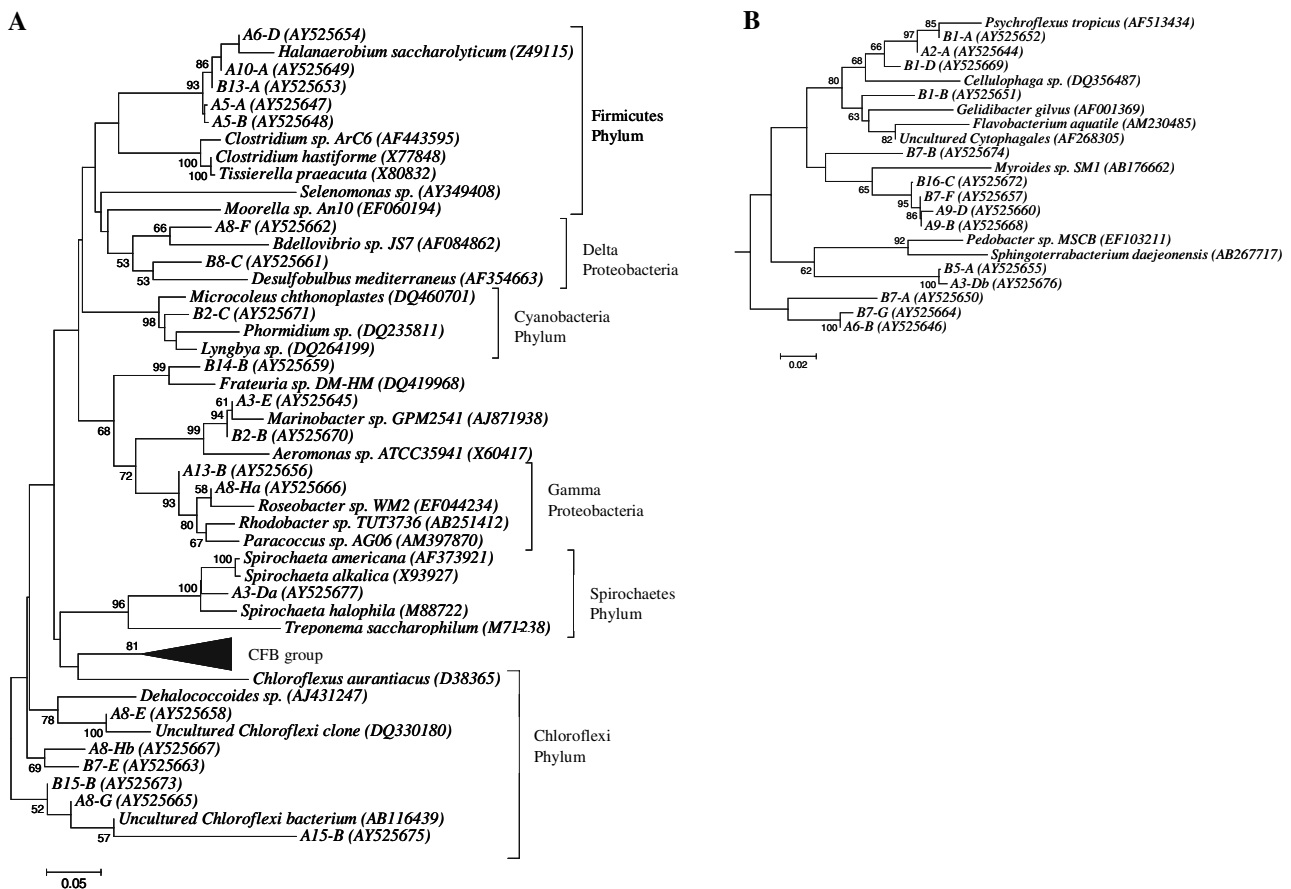 A
A6-D (AY525654)
Halanaerobium saccharolyticum (Z49115)
86
A10-A (AY525649)
B13-A (AY525653)
93
A5-A (AY525647)
A5-B (AY525648)
Clostridium sp. ArC6 (AF443595)
100
Clostridium hastiforme (X77848)
100
Tissierella praeacuta (X80832)
Selenomonas sp. (AY349408)
Moorella sp. An10 (EF060194)
Firmicutes
Phylum
A8-F (AY525662)
66
Bdellovibrio sp. JS7 (AF084862)
53
B8-C (AY525661)
53
Desulfobulbus mediterraneus (AF354663)
Delta
Proteobacteria
Microcoleus chthonoplastes (DQ460701)
B2-C (AY525671)
98
Phormidium sp. (DQ235811)
Lyngbya sp. (DQ264199)
Cyanobacteria
Phylum
99
B14-B (AY525659)
Frateuria sp. DM-HM (DQ419968)
68
61
A3-E (AY525645)
94
Marinobacter sp. GPM2541 (AJ871938)
99
B2-B (AY525670)
Aeromonas sp. ATCC35941 (X60417)
72
A13-B (AY525656)
58
A8-Ha (AY525666)
93
Roseobacter sp. WM2 (EF044234)
80
Rhodobacter sp. TUT3736 (AB251412)
67
Paracoccus sp. AG06 (AM397870)
Gamma
Proteobacteria
100
Spirochaeta americana (AF373921)
Spirochaeta alkalica (X93927)
100
A3-Da (AY525677)
96
Spirochaeta halophila (M88722)
Treponema saccharophilum (M71238)
Spirochaetes
Phylum
81
CFB group
Chloroflexus aurantiacus (D38365)
Dehalococcoides sp. (AJ431247)
78
A8-E (AY525658)
100
Uncultured Chloroflexi clone (DQ330180)
A8-Hb (AY525667)
69
B7-E (AY525663)
B15-B (AY525673)
52
A8-G (AY525665)
Uncultured Chloroflexi bacterium (AB116439)
57
A15-B (AY525675)
Chloroflexi
Phylum
0.05
B
85
Psychroflexus tropicus (AF513434)
97
B1-A (AY525652)
66
A2-A (AY525644)
68
B1-D (AY525669)
80
Cellulophaga sp. (DQ356487)
B1-B (AY525651)
63
Gelidibacter gilvus (AF001369)
Flavobacterium aquatile (AM230485)
82
Uncultured Cytophagales (AF268305)
B7-B (AY525674)
Myroides sp. SM1 (AB176662)
65
B16-C (AY525672)
95
B7-F (AY525657)
86
A9-D (AY525660)
A9-B (AY525668)
92
Pedobacter sp. MSCB (EF103211)
Sphingoterrabacterium daejeonensis (AB267717)
62
B5-A (AY525655)
100
A3-Db (AY525676)
B7-A (AY525650)
B7-G (AY525664)
100
A6-B (AY525646)
0.02